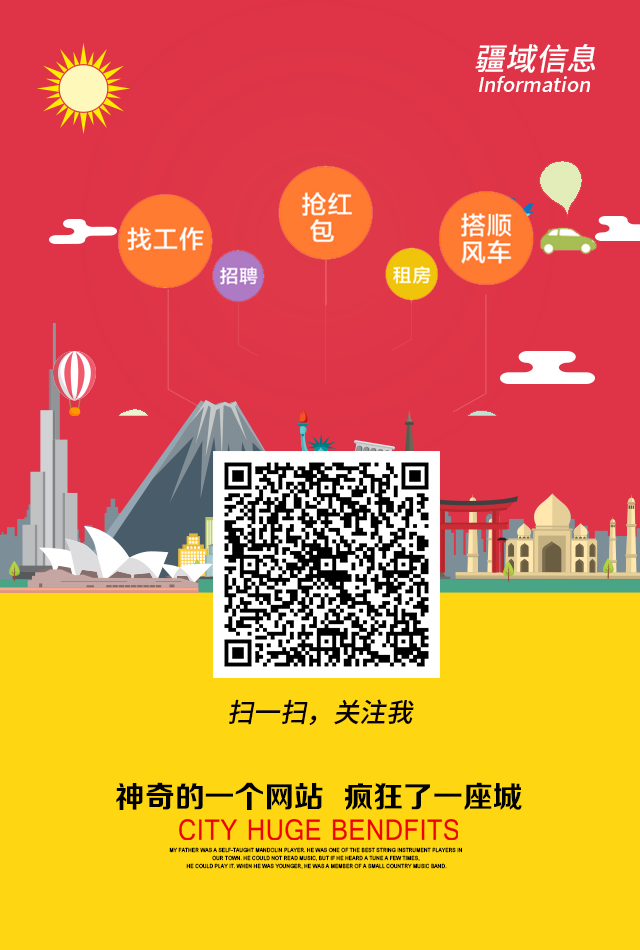 疆域信息
Information
抢红
包
找工作
搭顺
风车
招聘
租房
扫一扫，关注我
神奇的一个网站 疯狂了一座城
CITY HUGE BENDFITS
MY FATHER WAS A SELF-TAUGHT MANDOLIN PLAYER. HE WAS ONE OF THE BEST STRING INSTRUMENT PLAYERS IN
OUR TOWN. HE COULD NOT READ MUSIC, BUT IF HE HEARD A TUNE A FEW TIMES,
HE COULD PLAY IT. WHEN HE WAS YOUNGER, HE WAS A MEMBER OF A SMALL COUNTRY MUSIC BAND.